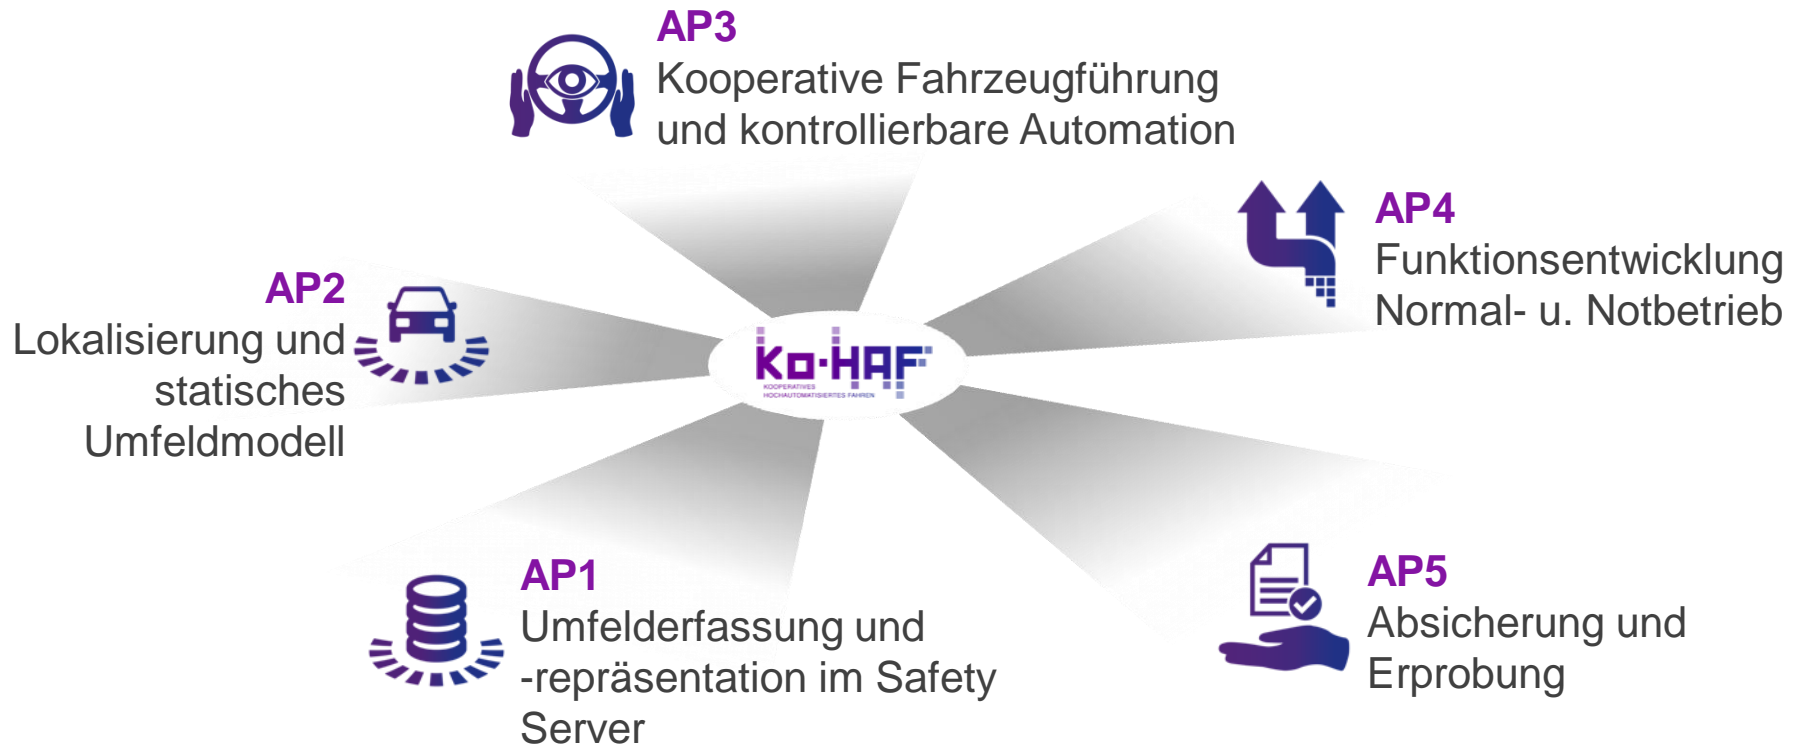 AP3
Kooperative Fahrzeugführung
und kontrollierbare Automation
AP4
Funktionsentwicklung
Normal- u. Notbetrieb
AP2
Lokalisierung und
statisches
Umfeldmodell
Ko-HAF
KOOPERATIVES
HOCHAUTOMATISIERTES FAHREN
AP1
Umfelderfassung und
-repräsentation im Safety
Server
AP5
Absicherung und
Erprobung